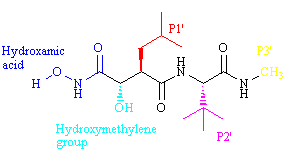 P1'
Hydroxamic
acid
O
O
P3'
H
O
N
H
H
N
N
H
CH3
OH
O
Hydroxymethylene
group
P2'